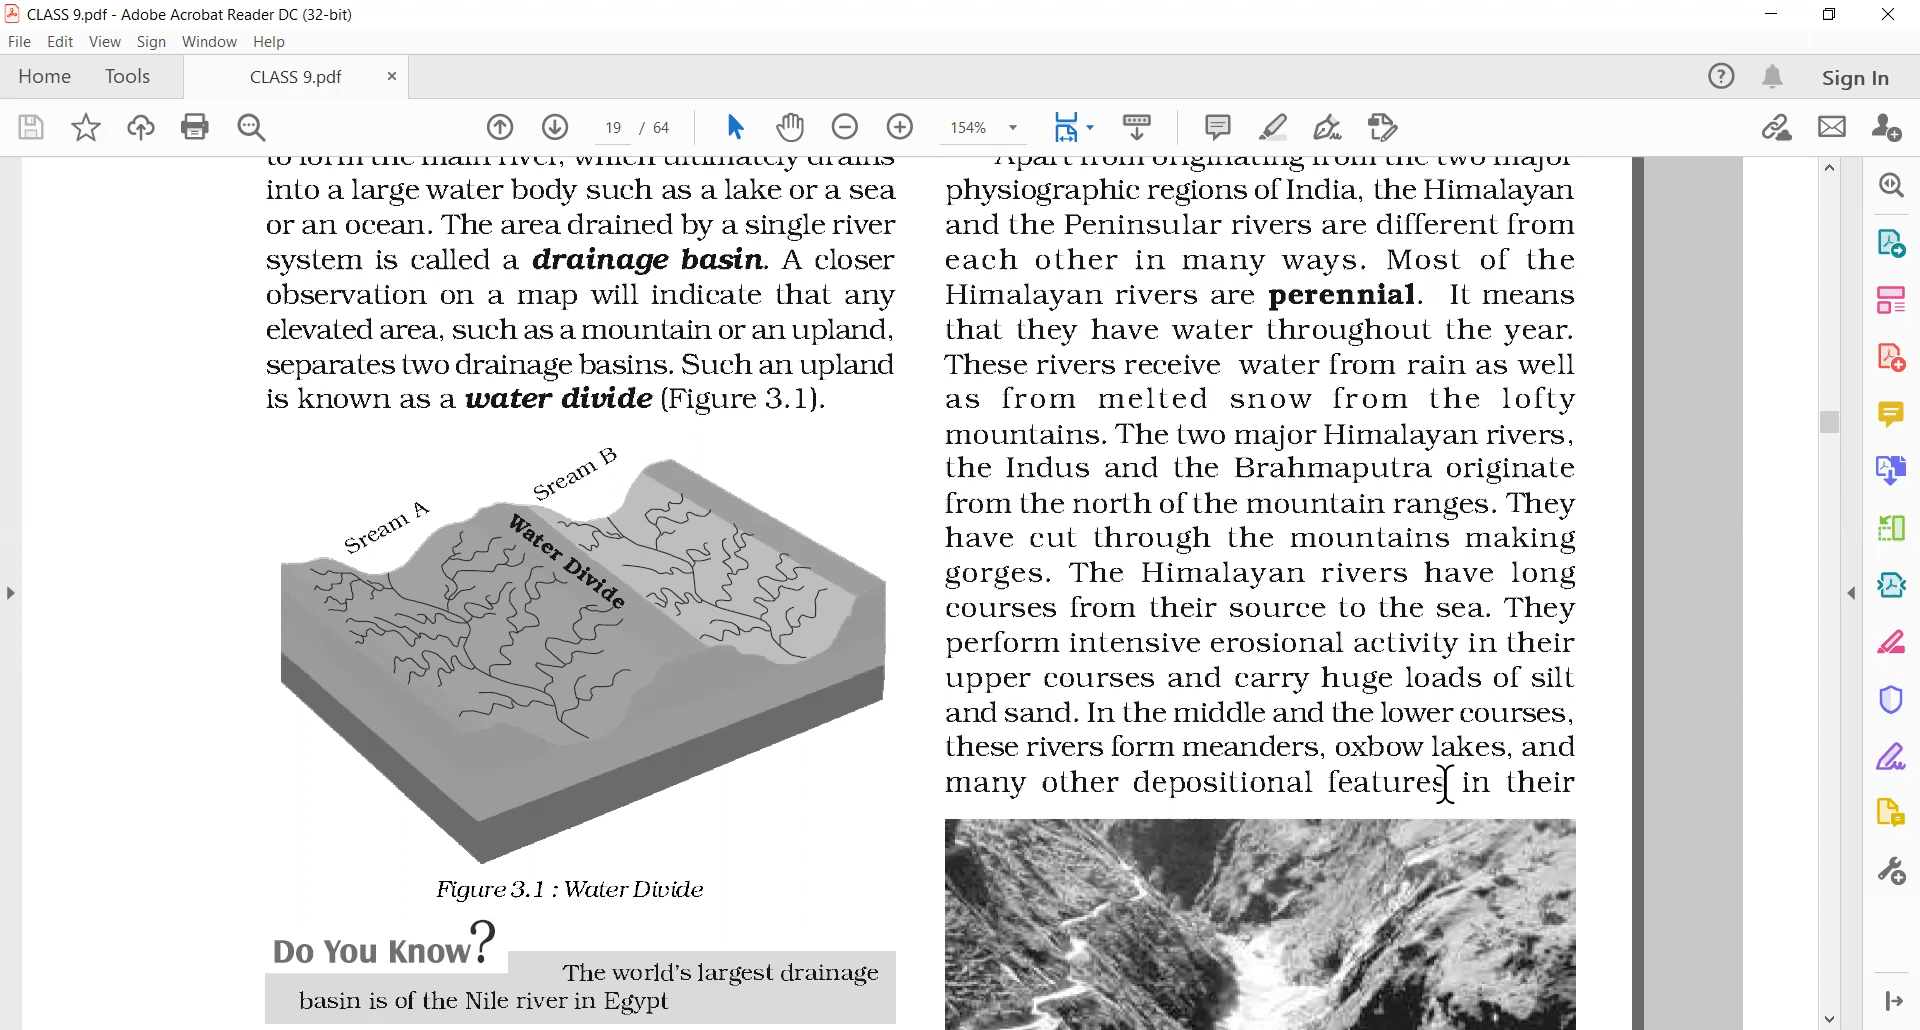 CLASS 9.pdf - Adobe Acrobat Reader DC (32-bit)
File Edit View Sign Window Help
Home Tools CLASS 9.pdf × Sign In
19 / 64 154%
to form the main river, which ultimately drains
into a large water body such as a lake or a sea
or an ocean. The area drained by a single river
system is called a drainage basin. A closer
observation on a map will indicate that any
elevated area, such as a mountain or an upland,
separates two drainage basins. Such an upland
is known as a water divide (Figure 3.1).
Sream A
Sream B
Water Divide
Figure 3.1 : Water Divide
Do You Know?
The world's largest drainage
basin is of the Nile river in Egypt
Apart from originating from the two major
physiographic regions of India, the Himalayan
and the Peninsular rivers are different from
each other in many ways. Most of the
Himalayan rivers are perennial. It means
that they have water throughout the year.
These rivers receive water from rain as well
as from melted snow from the lofty
mountains. The two major Himalayan rivers,
the Indus and the Brahmaputra originate
from the north of the mountain ranges. They
have cut through the mountains making
gorges. The Himalayan rivers have long
courses from their source to the sea. They
perform intensive erosional activity in their
upper courses and carry huge loads of silt
and sand. In the middle and the lower courses,
these rivers form meanders, oxbow lakes, and
many other depositional features in their